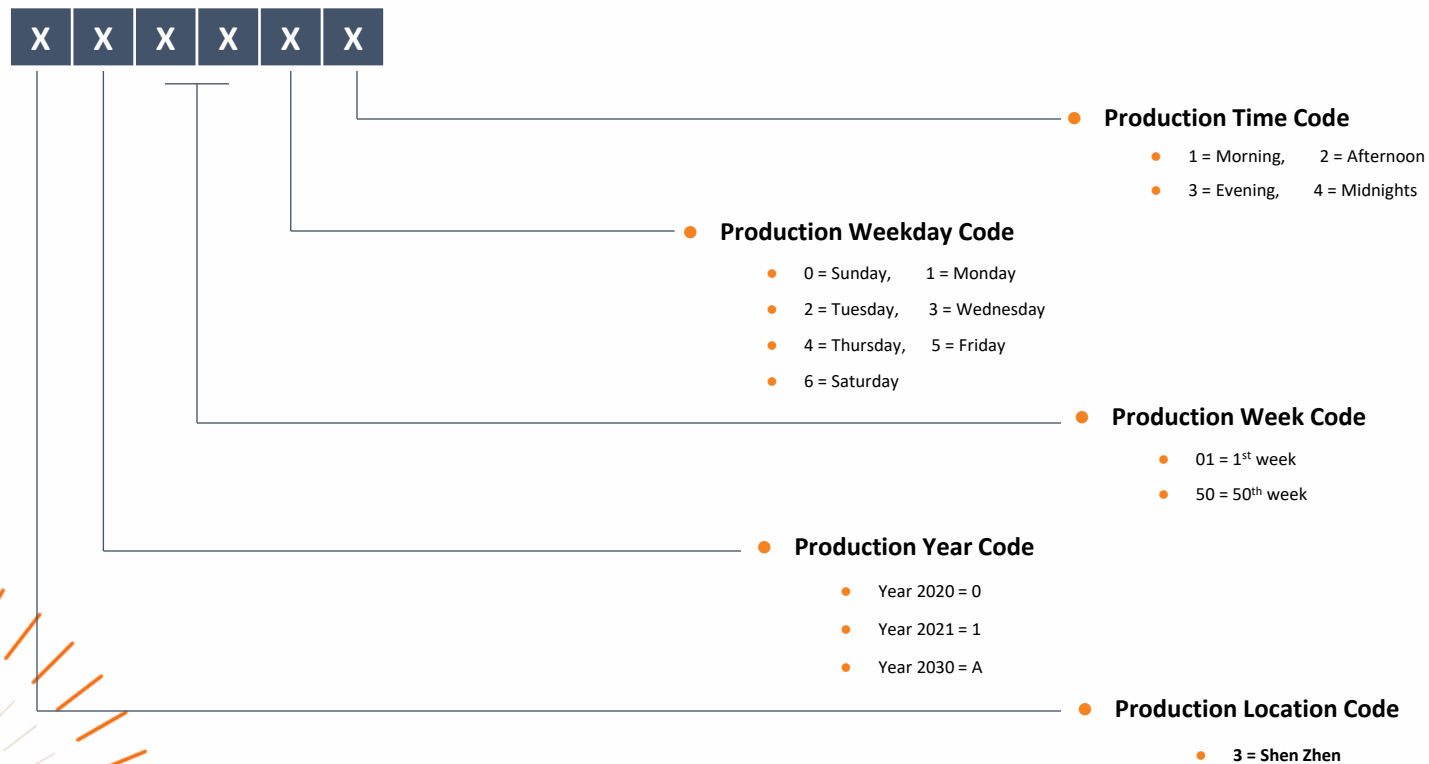 X X X X X X
Production Time Code
1 = Morning, 2 = Afternoon
3 = Evening, 4 = Midnights
Production Weekday Code
0 = Sunday, 1 = Monday
2 = Tuesday, 3 = Wednesday
4 = Thursday, 5 = Friday
6 = Saturday
Production Week Code
01 = 1st week
50 = 50th week
Production Year Code
Year 2020 = 0
Year 2021 = 1
Year 2030 = A
Production Location Code
3 = Shen Zhen